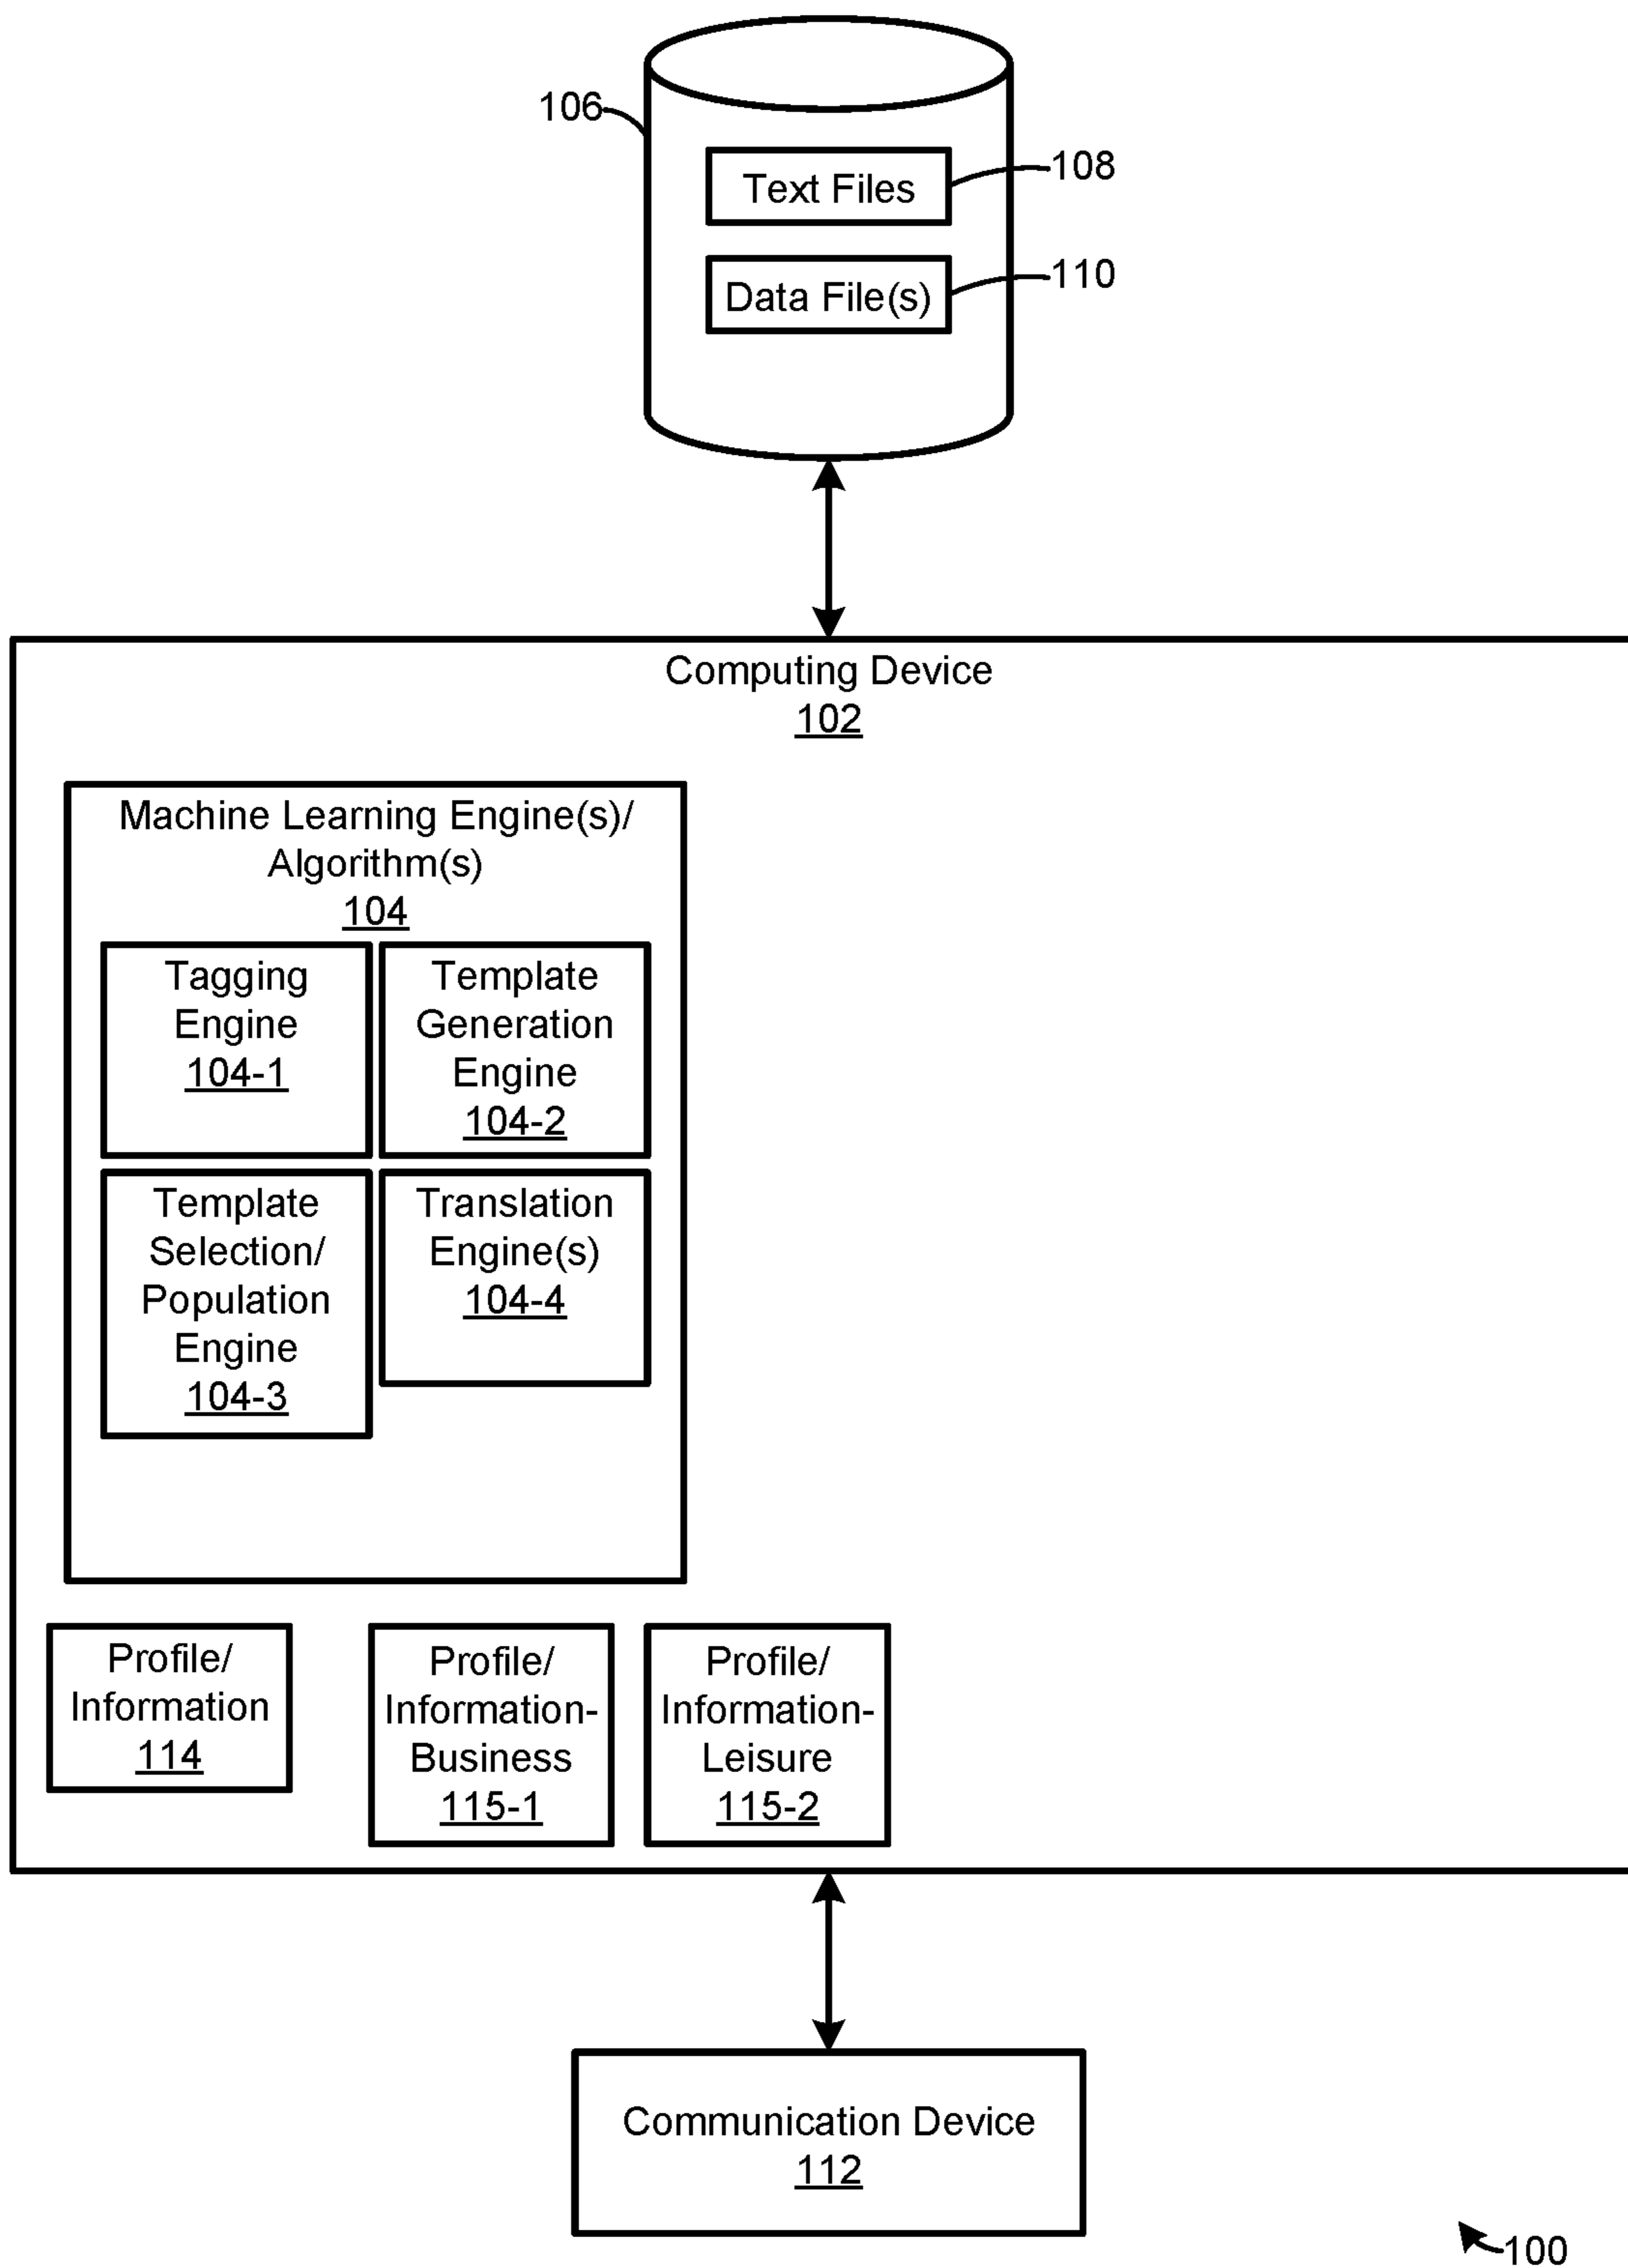 106
Text Files
108
Data File(s)
110
Computing Device
102
Machine Learning Engine(s)/
Algorithm(s)
104
Tagging
Engine
104-1
Template
Generation
Engine
104-2
Template
Selection/
Population
Engine
104-3
Translation
Engine(s)
104-4
Profile/
Information
114
Profile/
Information-
Business
115-1
Profile/
Information-
Leisure
115-2
Communication Device
112
100